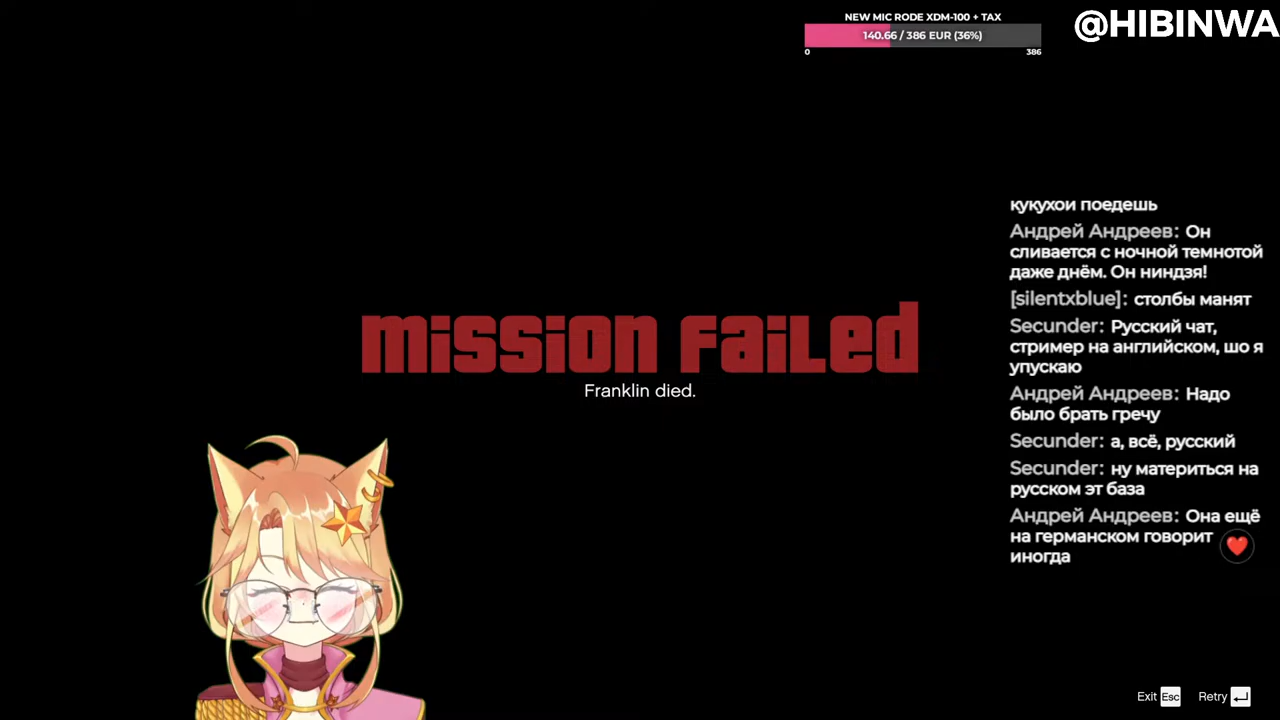 NEW MIC RODE XDM-100 + TAX
140.66 / 386 EUR (36%)
0
386
@HIBINWA
кукухои поедешь
Андрей Андреев: Он
сливается с ночной темнотой
даже днём. Он ниндзя!
[silentxblue]: столбы манят
Secunder: Русский чат,
стример на английском, шо я
упускаю
Андрей Андреев: Надо
было брать гречу
Secunder: а, всё, русский
Secunder: ну материться на
русском эт база
Андрей Андреев: Она ещё
на германском говорит
иногда
mission failed
Franklin died.
Exit Esc
Retry